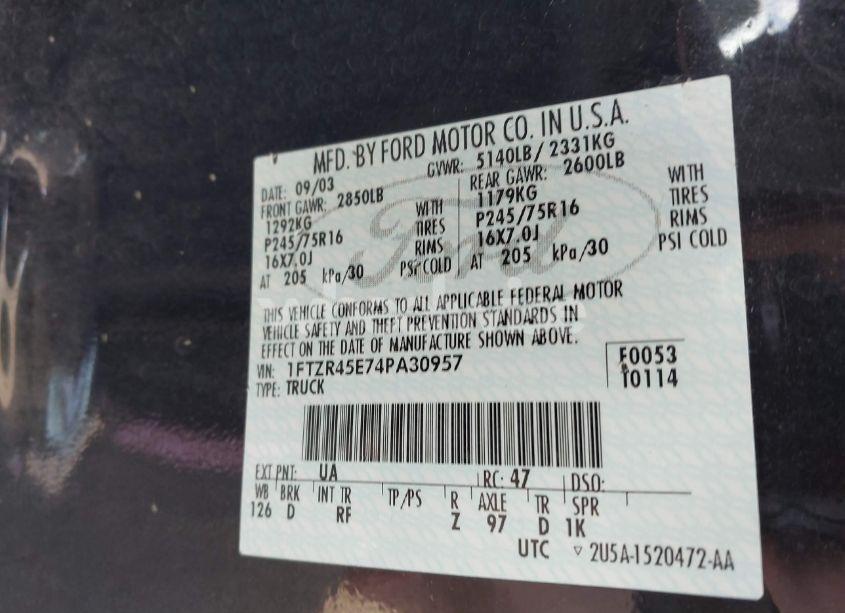 MFD. BY FORD MOTOR CO. IN U.S.A.
DATE: 09/03 GVWR: 5140LB/ 2331KG
FRONT GAWR: 2850LB REAR GAWR: 2600LB
1292KG WITH 1179KG WITH
P245/75R16 TIRES P245/75R16 TIRES
16X7.0J RIMS 16X7.0J RIMS
AT 205 kPa/30 PSI COLD AT 205 kPa/30 PSI COLD
Ford
THIS VEHICLE CONFORMS TO ALL APPLICABLE FEDERAL MOTOR
VEHICLE SAFETY AND THEFT PREVENTION STANDARDS IN
EFFECT ON THE DATE OF MANUFACTURE SHOWN ABOVE.
VIN: 1FTZR45E74PA30957 F0053
TYPE: TRUCK T0114
EXT PNT: UA RC: 47 DSO:
WB BRK INT TR TP/PS R AXLE TR SPR
126 D RF Z 97 D 1K
UTC ▽ 2U5A-1520472-AA